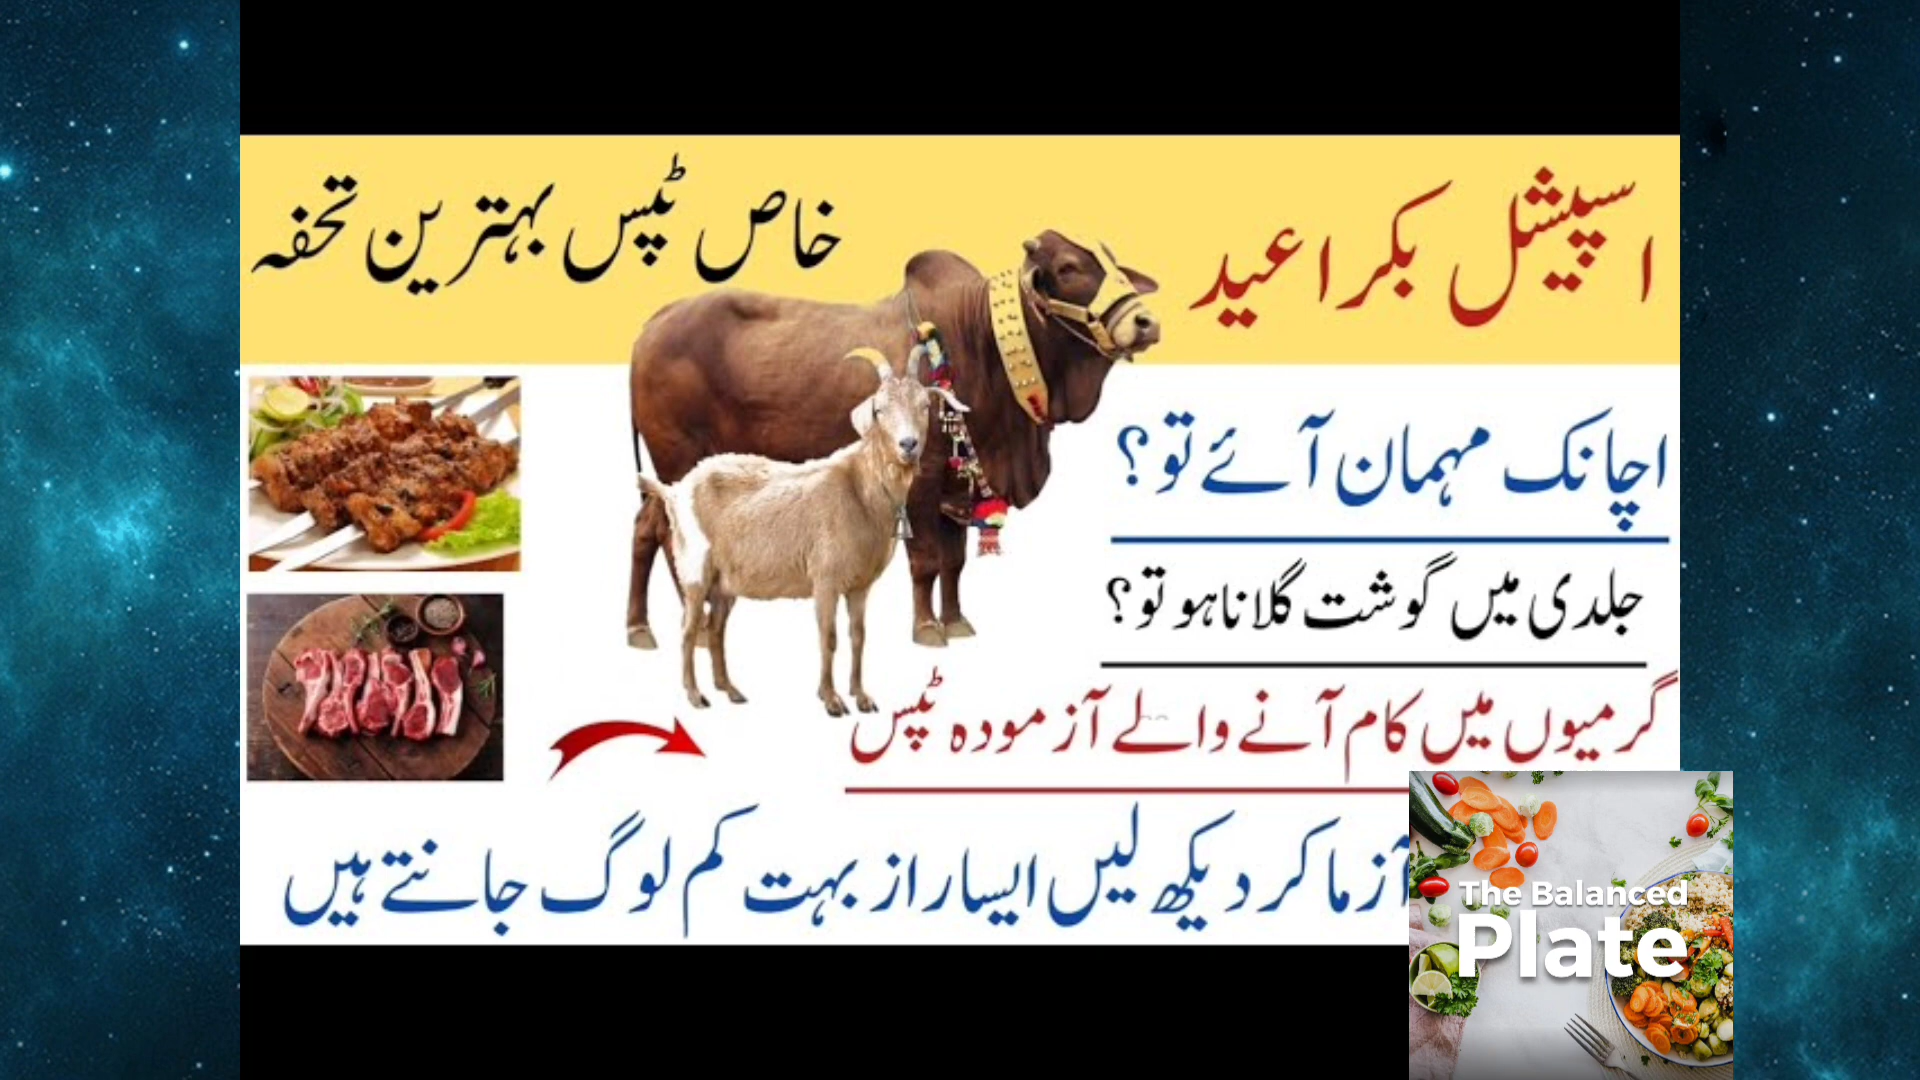 اسپیشل بکرا عید
خاص ٹپس بہترین تحفہ
اچانک مہمان آئے تو؟
جلدی میں گوشت گلانا ہو تو؟
گرمیوں میں کام آنے والے آزمودہ ٹپس
آزما کر دیکھ لیں ایسا راز بہت کم لوگ جانتے ہیں
The Balanced
Plate